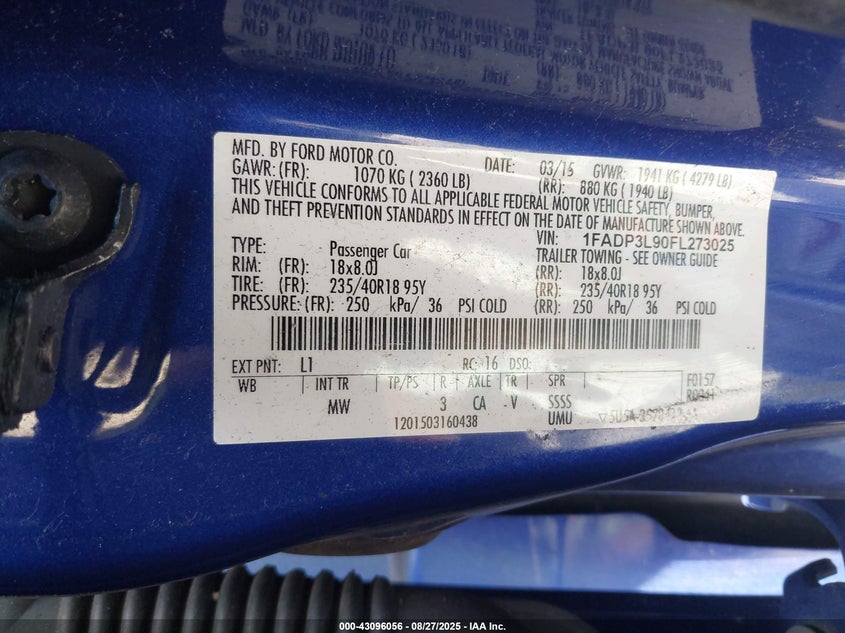 MFD. BY FORD MOTOR CO. DATE: 03/15 GVWR: 1941 KG ( 4279 LB)
GAWR: (FR): 1070 KG ( 2360 LB) (RR): 880 KG ( 1940 LB)
THIS VEHICLE CONFORMS TO ALL APPLICABLE FEDERAL MOTOR VEHICLE SAFETY, BUMPER,
AND THEFT PREVENTION STANDARDS IN EFFECT ON THE DATE OF MANUFACTURE SHOWN ABOVE.
VIN: 1FADP3L90FL273025
TYPE: Passenger Car TRAILER TOWING - SEE OWNER GUIDE
RIM: (FR): 18x8.0J (RR): 18x8.0J
TIRE: (FR): 235/40R18 95Y (RR): 235/40R18 95Y
PRESSURE: (FR): 250 kPa/ 36 PSI COLD (RR): 250 kPa/ 36 PSI COLD
EXT PNT: L1 RC: 16 DSO:
WB INT TR TP/PS R AXLE TR SPR F0157
MW 3 CA V SSSS
1201503160438 UMU
000-43096056 - 08/27/2025 - IAA Inc.